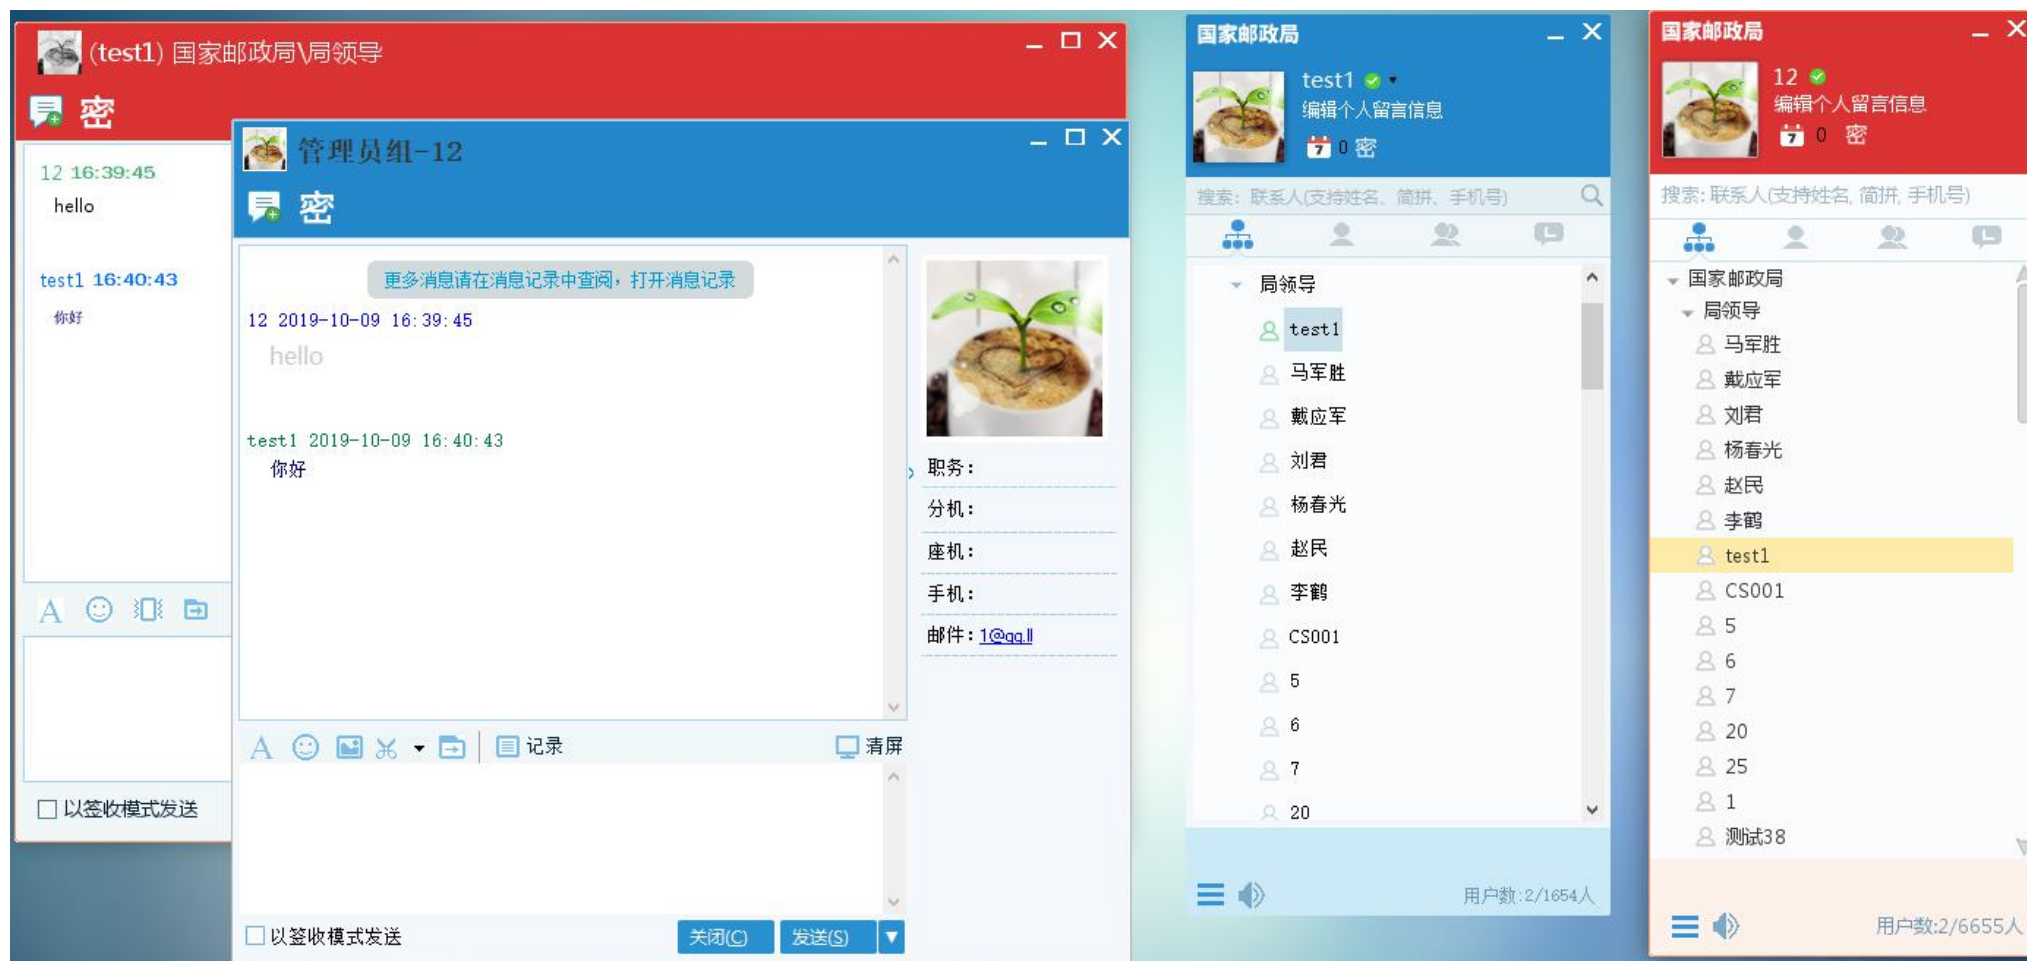 (test1) 国家邮政局\局领导
密
12 16:39:45
hello
test1 16:40:43
你好
以签收模式发送
管理员组-12
密
更多消息请在消息记录中查阅，打开消息记录
12 2019-10-09 16:39:45
hello
test1 2019-10-09 16:40:43
你好
职务：
分机：
座机：
手机：
邮件：1@qq.ll
记录
清屏
以签收模式发送
关闭(C)
发送(S)
国家邮政局
test1
编辑个人留言信息
7 0 密
搜索：联系人(支持姓名、简拼、手机号)
局领导
test1
马军胜
戴应军
刘君
杨春光
赵民
李鹤
CS001
5
6
7
20
用户数:2/1654人
国家邮政局
12
编辑个人留言信息
7 0 密
搜索:联系人(支持姓名, 简拼, 手机号)
国家邮政局
局领导
马军胜
戴应军
刘君
杨春光
赵民
李鹤
test1
CS001
5
6
7
20
25
1
测试38
用户数:2/6655人